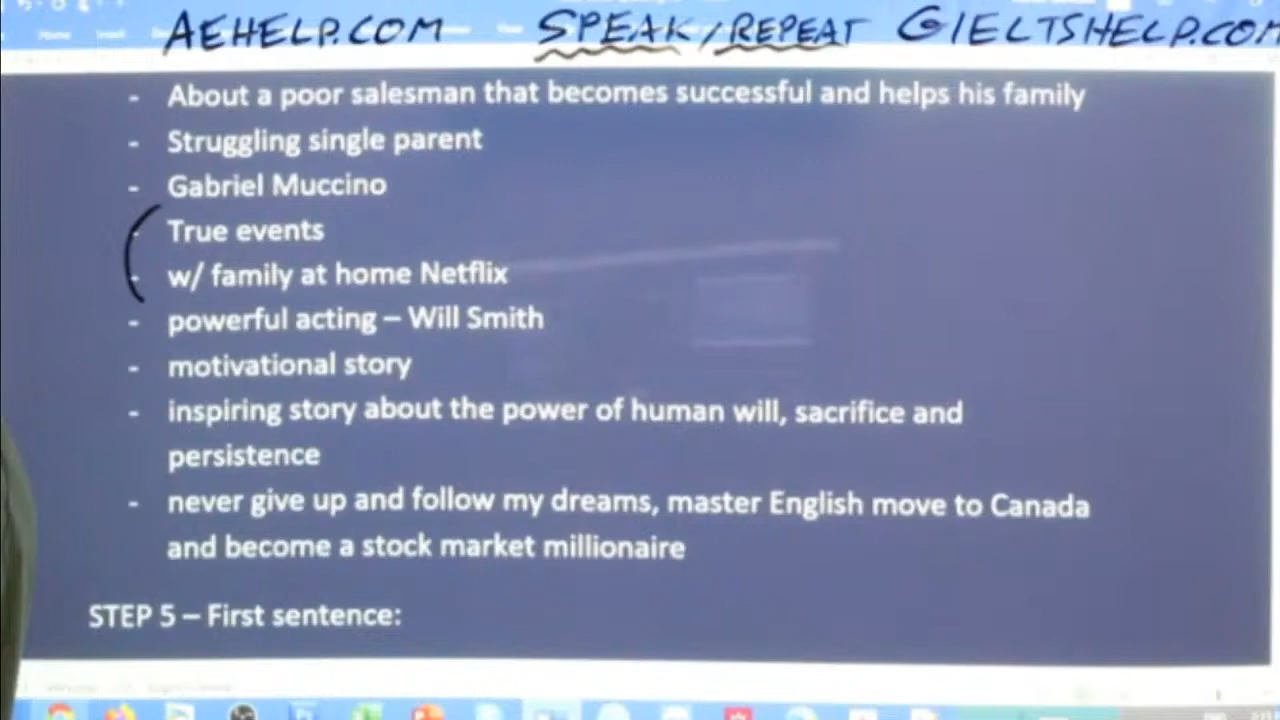 AEHELP.COM SPEAK/REPEAT GIELTSHELP.COM
- About a poor salesman that becomes successful and helps his family
- Struggling single parent
- Gabriel Muccino
- True events
- w/ family at home Netflix
- powerful acting – Will Smith
- motivational story
- inspiring story about the power of human will, sacrifice and
persistence
- never give up and follow my dreams, master English move to Canada
and become a stock market millionaire
STEP 5 – First sentence: